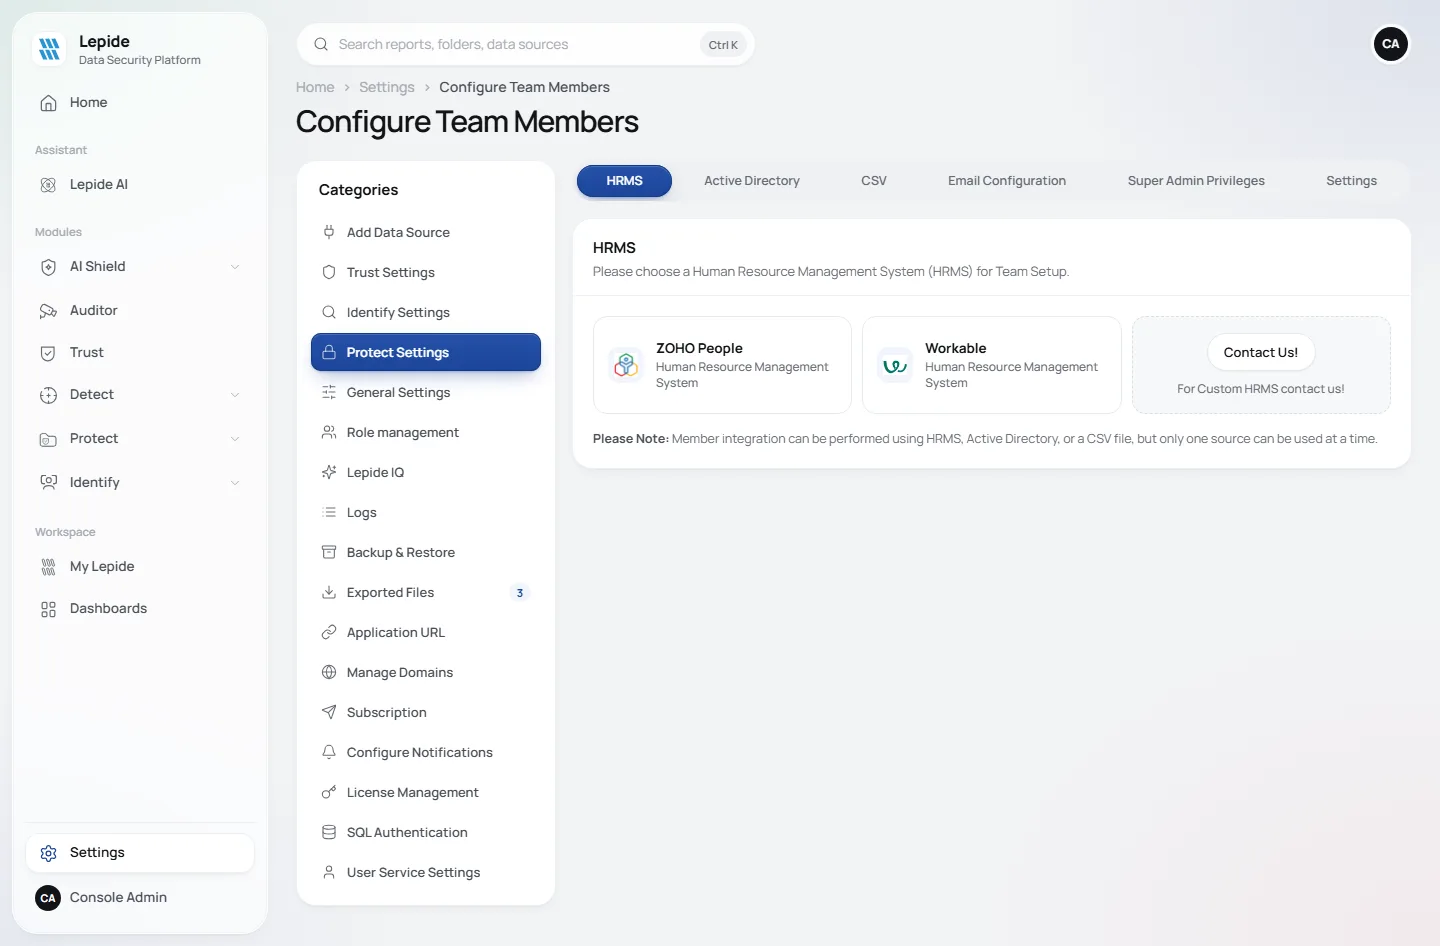 Lepide
Data Security Platform
Home
Assistant
Lepide AI
Modules
AI Shield
Auditor
Trust
Detect
Protect
Identify
Workspace
My Lepide
Dashboards
Settings
CA Console Admin
Search reports, folders, data sources Ctrl K
CA
Home > Settings > Configure Team Members
Configure Team Members
Categories
Add Data Source
Trust Settings
Identify Settings
Protect Settings
General Settings
Role management
Lepide IQ
Logs
Backup & Restore
Exported Files 3
Application URL
Manage Domains
Subscription
Configure Notifications
License Management
SQL Authentication
User Service Settings
HRMS Active Directory CSV Email Configuration Super Admin Privileges Settings
HRMS
Please choose a Human Resource Management System (HRMS) for Team Setup.
ZOHO People
Human Resource Management
System
Workable
Human Resource Management
System
Contact Us!
For Custom HRMS contact us!
Please Note: Member integration can be performed using HRMS, Active Directory, or a CSV file, but only one source can be used at a time.